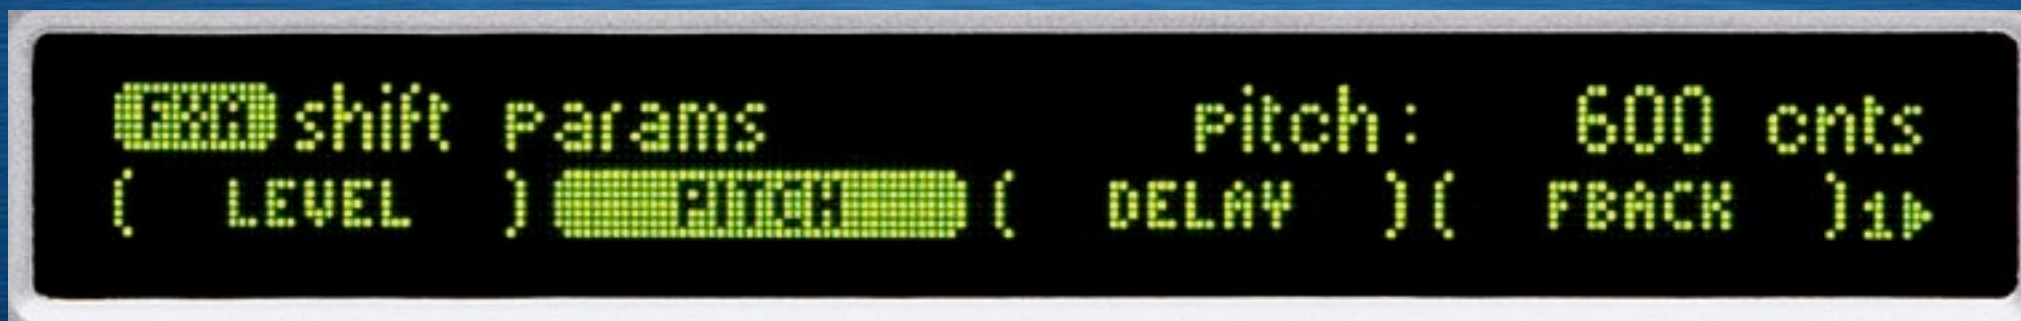 FXA shift params pitch: 600 cnts
( LEVEL ) PITCH ( DELAY )( FBACK )1▶